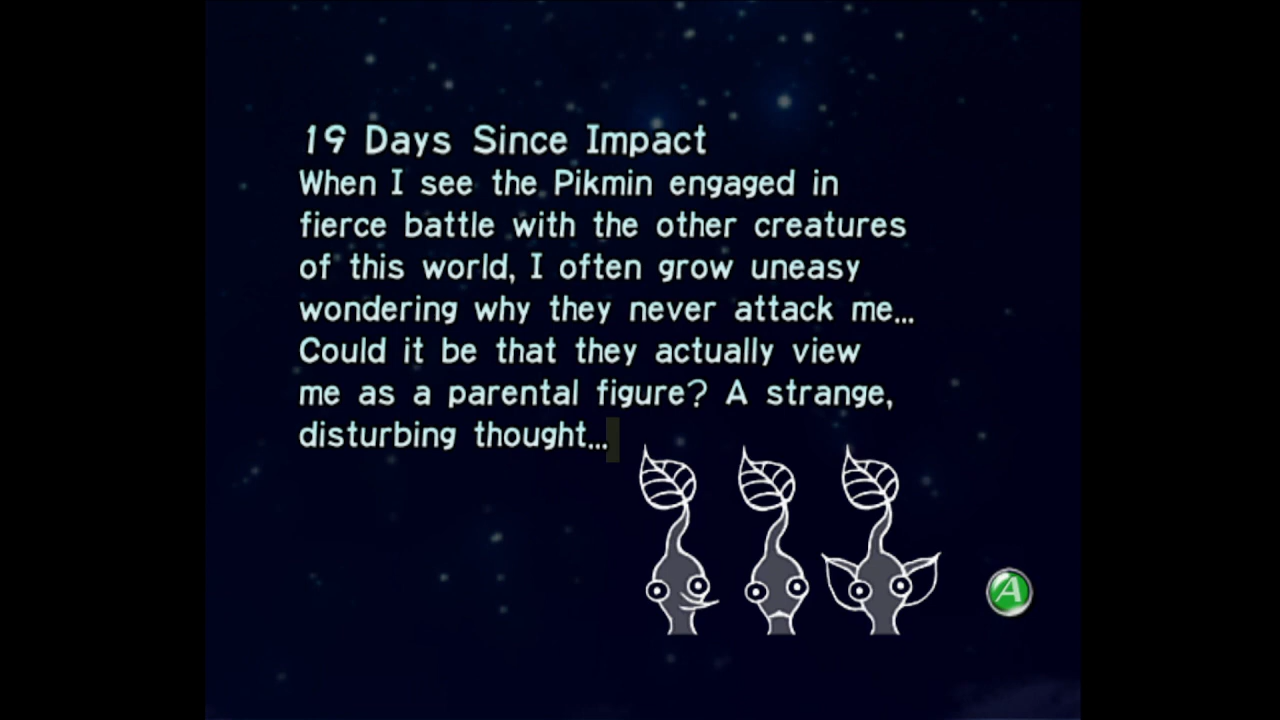 19 Days Since Impact
When I see the Pikmin engaged in
fierce battle with the other creatures
of this world, I often grow uneasy
wondering why they never attack me...
Could it be that they actually view
me as a parental figure? A strange,
disturbing thought...
A